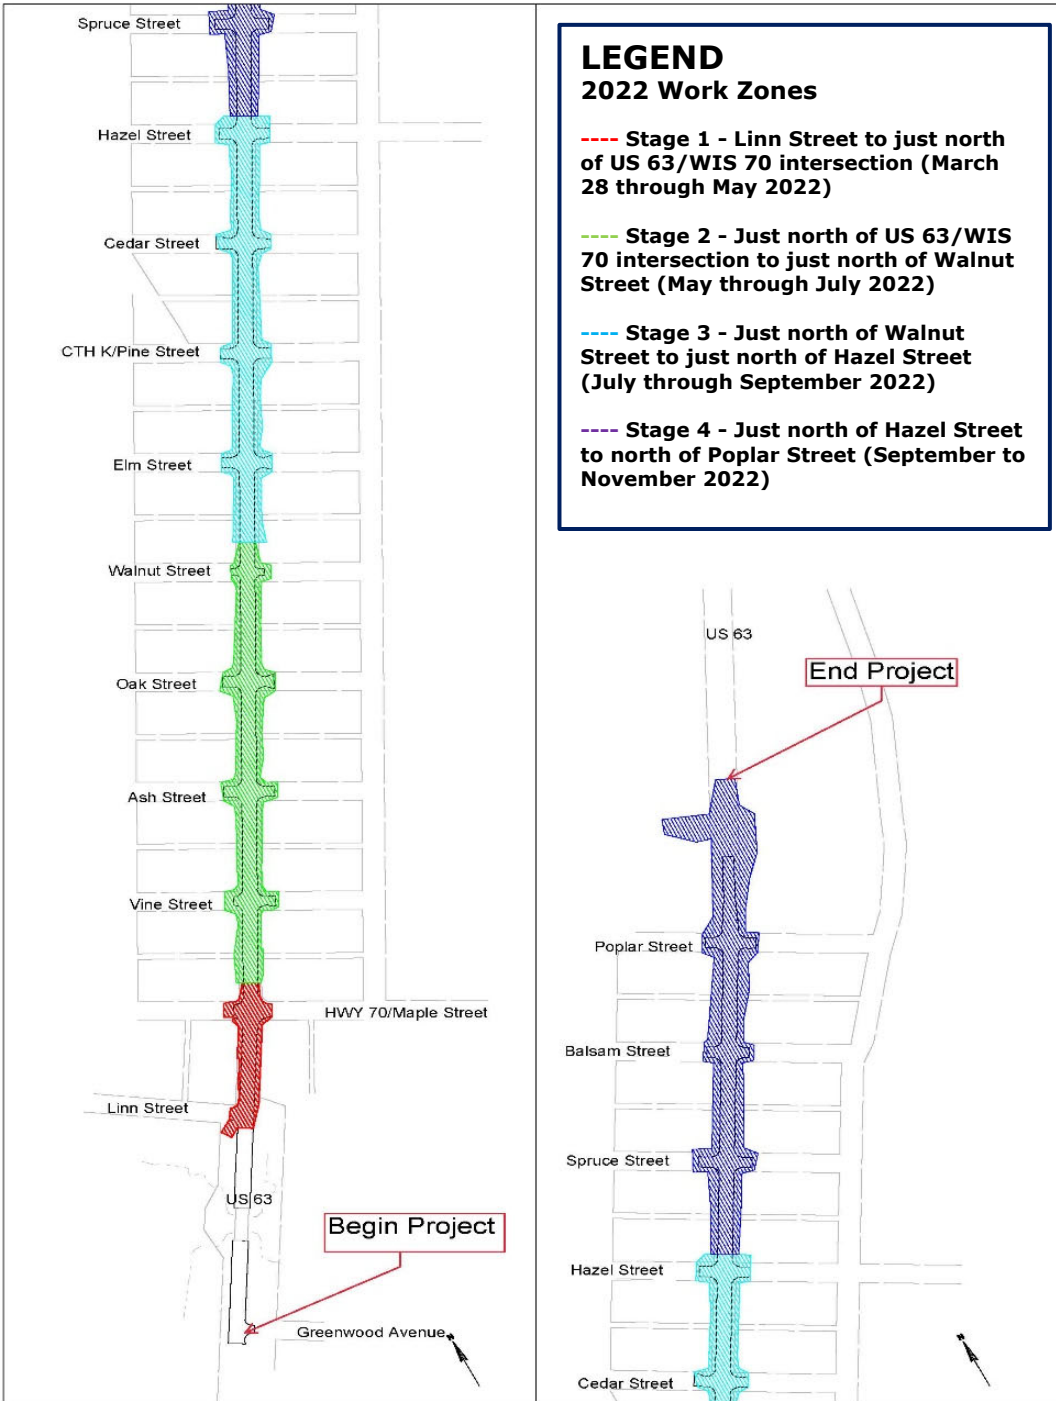 Spruce Street
Hazel Street
Cedar Street
CTH K/Pine Street
Elm Street
Walnut Street
Oak Street
Ash Street
Vine Street
HWY 70/Maple Street
Linn Street
US 63
Begin Project
Greenwood Avenue
LEGEND
2022 Work Zones
---- Stage 1 - Linn Street to just north
of US 63/WIS 70 intersection (March
28 through May 2022)
---- Stage 2 - Just north of US 63/WIS
70 intersection to just north of Walnut
Street (May through July 2022)
---- Stage 3 - Just north of Walnut
Street to just north of Hazel Street
(July through September 2022)
---- Stage 4 - Just north of Hazel Street
to north of Poplar Street (September to
November 2022)
US 63
End Project
Poplar Street
Balsam Street
Spruce Street
Hazel Street
Cedar Street